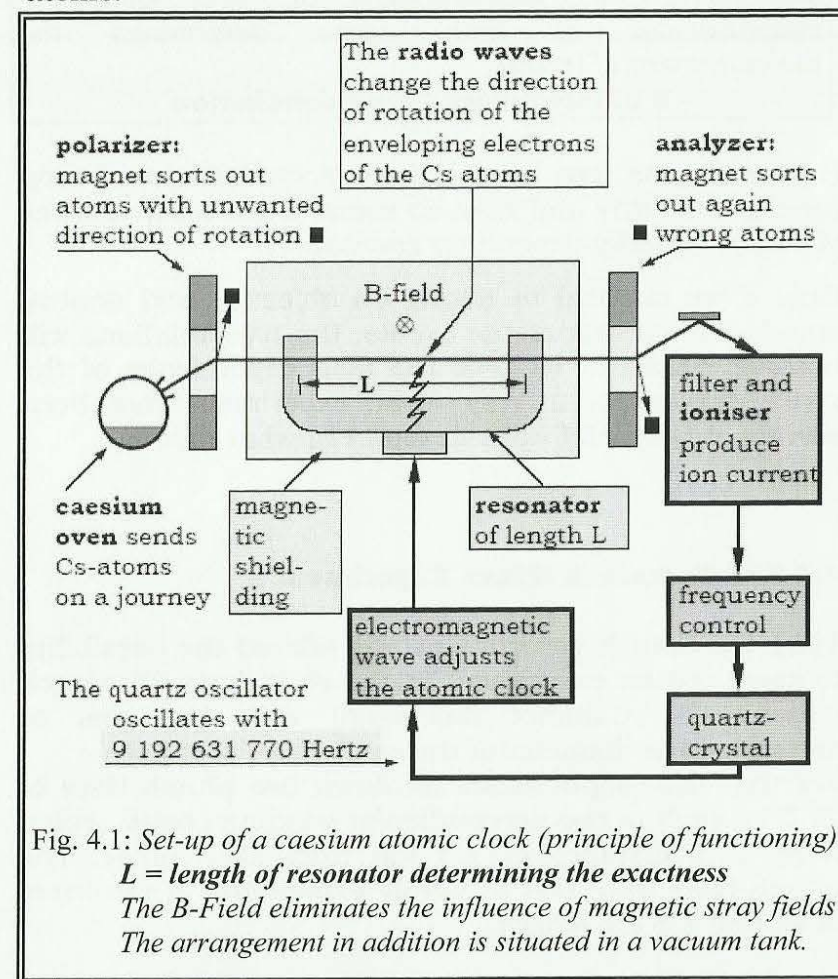 The radio waves
change the direction
of rotation of the
enveloping electrons
of the Cs atoms
polarizer:
magnet sorts out
atoms with unwanted
direction of rotation ■
analyzer:
magnet sorts
out again
■ wrong atoms
B-field
L
filter and
ioniser
produce
ion current
caesium
oven sends
Cs-atoms
on a journey
magne-
tic
shiel-
ding
resonator
of length L
electromagnetic
wave adjusts
the atomic clock
frequency
control
quartz-
crystal
The quartz oscillator
oscillates with
9 192 631 770 Hertz
Fig. 4.1: Set-up of a caesium atomic clock (principle of functioning)
L = length of resonator determining the exactness
The B-Field eliminates the influence of magnetic stray fields
The arrangement in addition is situated in a vacuum tank.